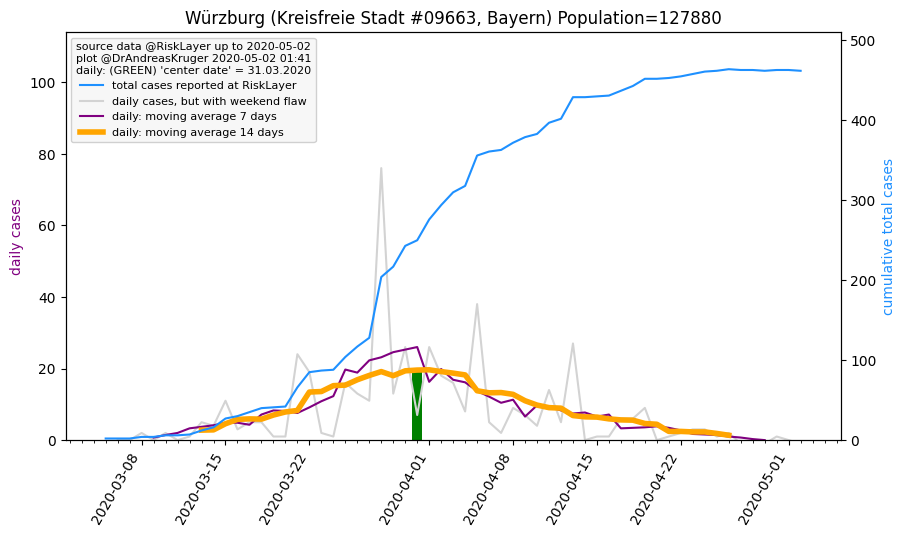 Würzburg (Kreisfreie Stadt #09663, Bayern) Population=127880
source data @RiskLayer up to 2020-05-02
plot @DrAndreasKruger 2020-05-02 01:41
daily: (GREEN) 'center date' = 31.03.2020
total cases reported at RiskLayer
daily cases, but with weekend flaw
daily: moving average 7 days
daily: moving average 14 days
daily cases
100
80
60
40
20
0
cumulative total cases
500
400
300
200
100
0
2020-03-08
2020-03-15
2020-03-22
2020-04-01
2020-04-08
2020-04-15
2020-04-22
2020-05-01